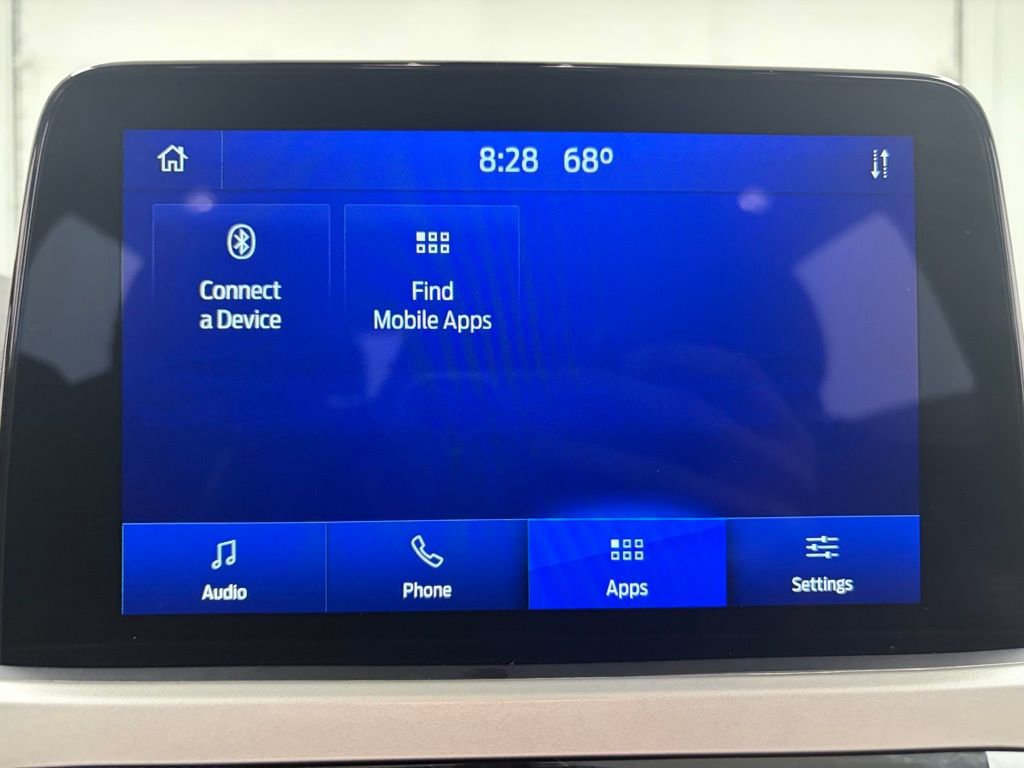 8:28 68°
Connect
a Device
Find
Mobile Apps
Audio
Phone
Apps
Settings